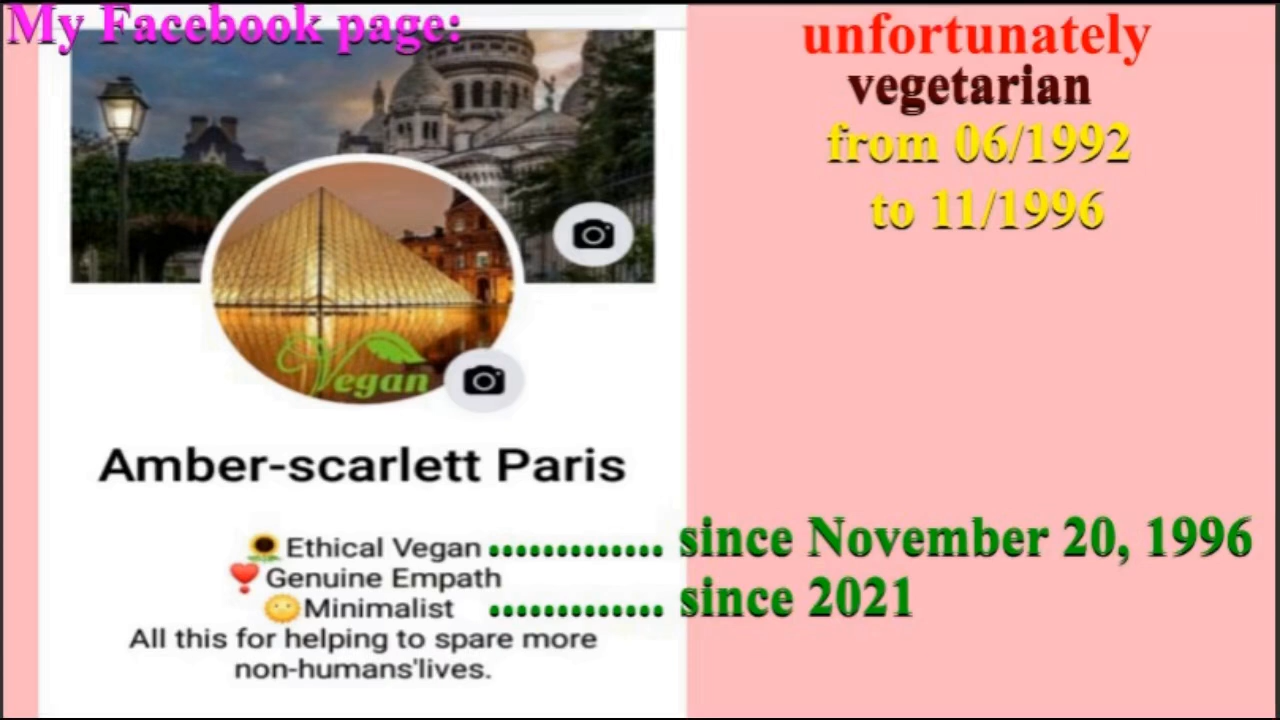 My Facebook page:
unfortunately
vegetarian
from 06/1992
to 11/1996
Vegan
Amber-scarlett Paris
🌻Ethical Vegan ............. since November 20, 1996
❣️Genuine Empath
🌝Minimalist ............. since 2021
All this for helping to spare more
non-humans'lives.